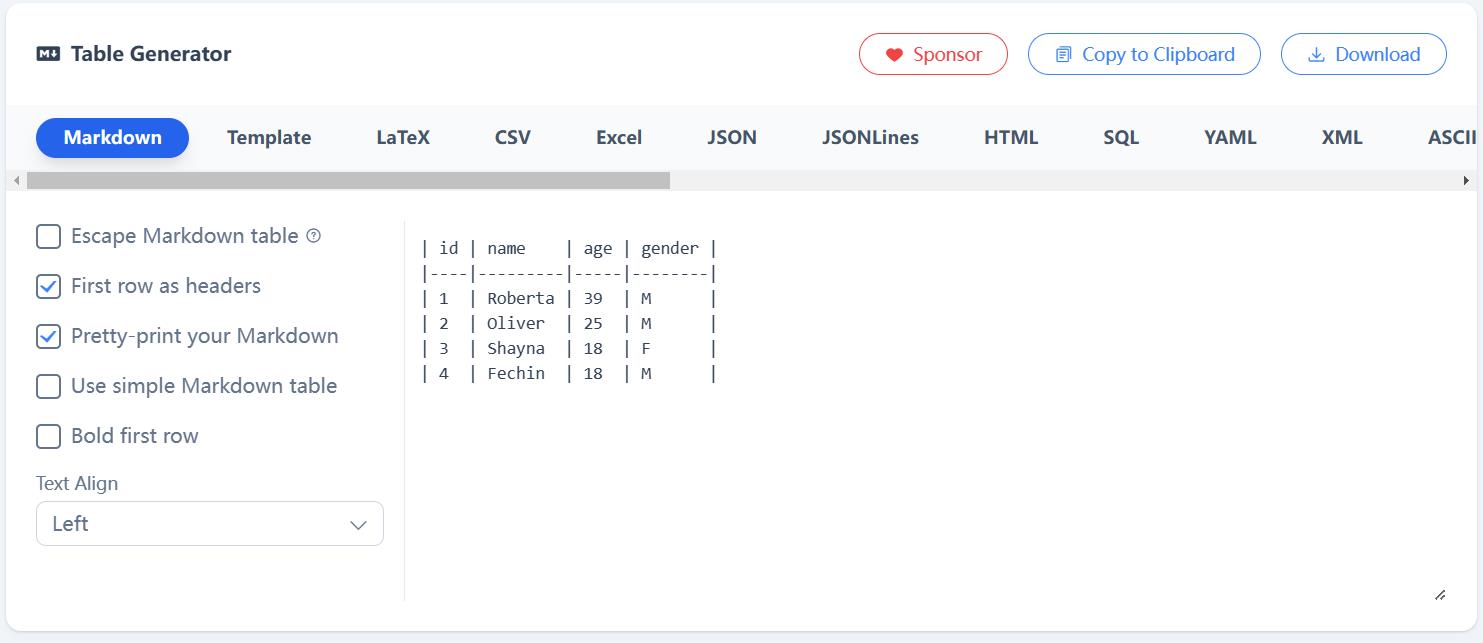 Table Generator
Sponsor
Copy to Clipboard
Download
Markdown Template LaTeX CSV Excel JSON JSONLines HTML SQL YAML XML ASCII
Escape Markdown table
First row as headers
Pretty-print your Markdown
Use simple Markdown table
Bold first row
Text Align
Left
| id | name    | age | gender |
|----|---------|-----|--------|
| 1  | Roberta | 39  | M      |
| 2  | Oliver  | 25  | M      |
| 3  | Shayna  | 18  | F      |
| 4  | Fechin  | 18  | M      |